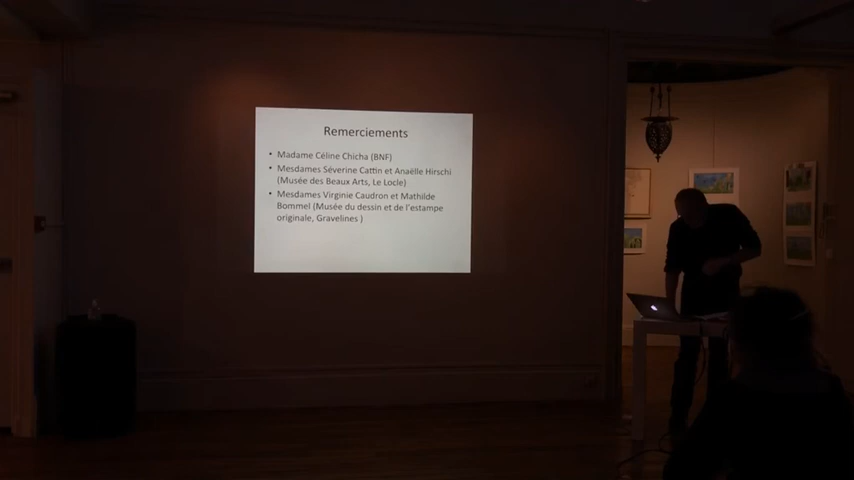 Remerciements
• Madame Céline Chicha (BNF)
• Mesdames Séverine Cattin et Anaëlle Hirschi
(Musée des Beaux Arts, Le Locle)
• Mesdames Virginie Caudron et Mathilde
Bommel (Musée du dessin et de l'estampe
originale, Gravelines )